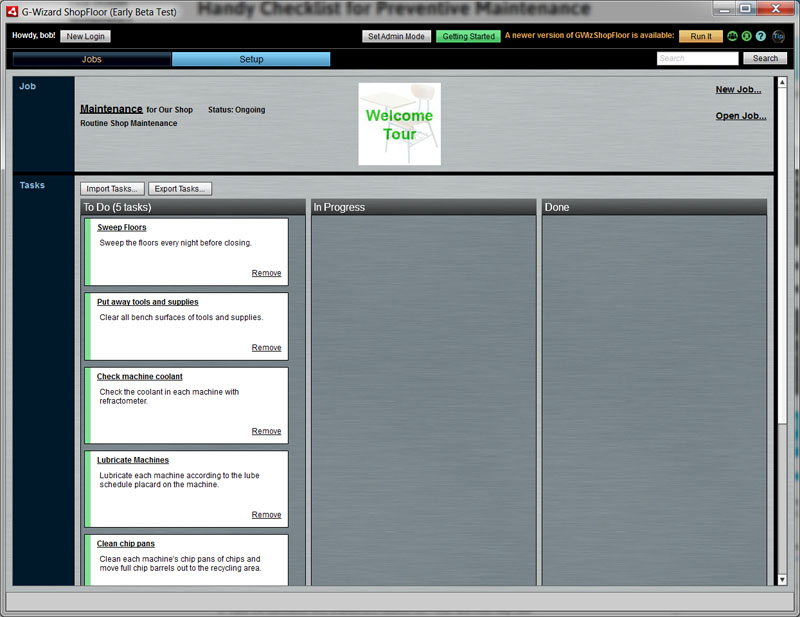 Handy Checklist for Preventive Maintenance
G-Wizard ShopFloor (Early Beta Test)
Howdy, bob! New Login Set Admin Mode Getting Started A newer version of GWizShopFloor is available: Run It ? Tip
Jobs Setup Search Search
Job
Maintenance for Our Shop Status: Ongoing
Routine Shop Maintenance
Welcome
Tour
New Job...
Open Job...
Tasks
Import Tasks... Export Tasks...
To Do (5 tasks) In Progress Done
Sweep Floors
Sweep the floors every night before closing.
Remove
Put away tools and supplies
Clear all bench surfaces of tools and supplies.
Remove
Check machine coolant
Check the coolant in each machine with
refractometer.
Remove
Lubricate Machines
Lubricate each machine according to the lube
schedule placard on the machine.
Remove
Clean chip pans
Clean each machine's chip pans of chips and
move full chip barrels out to the recycling area.